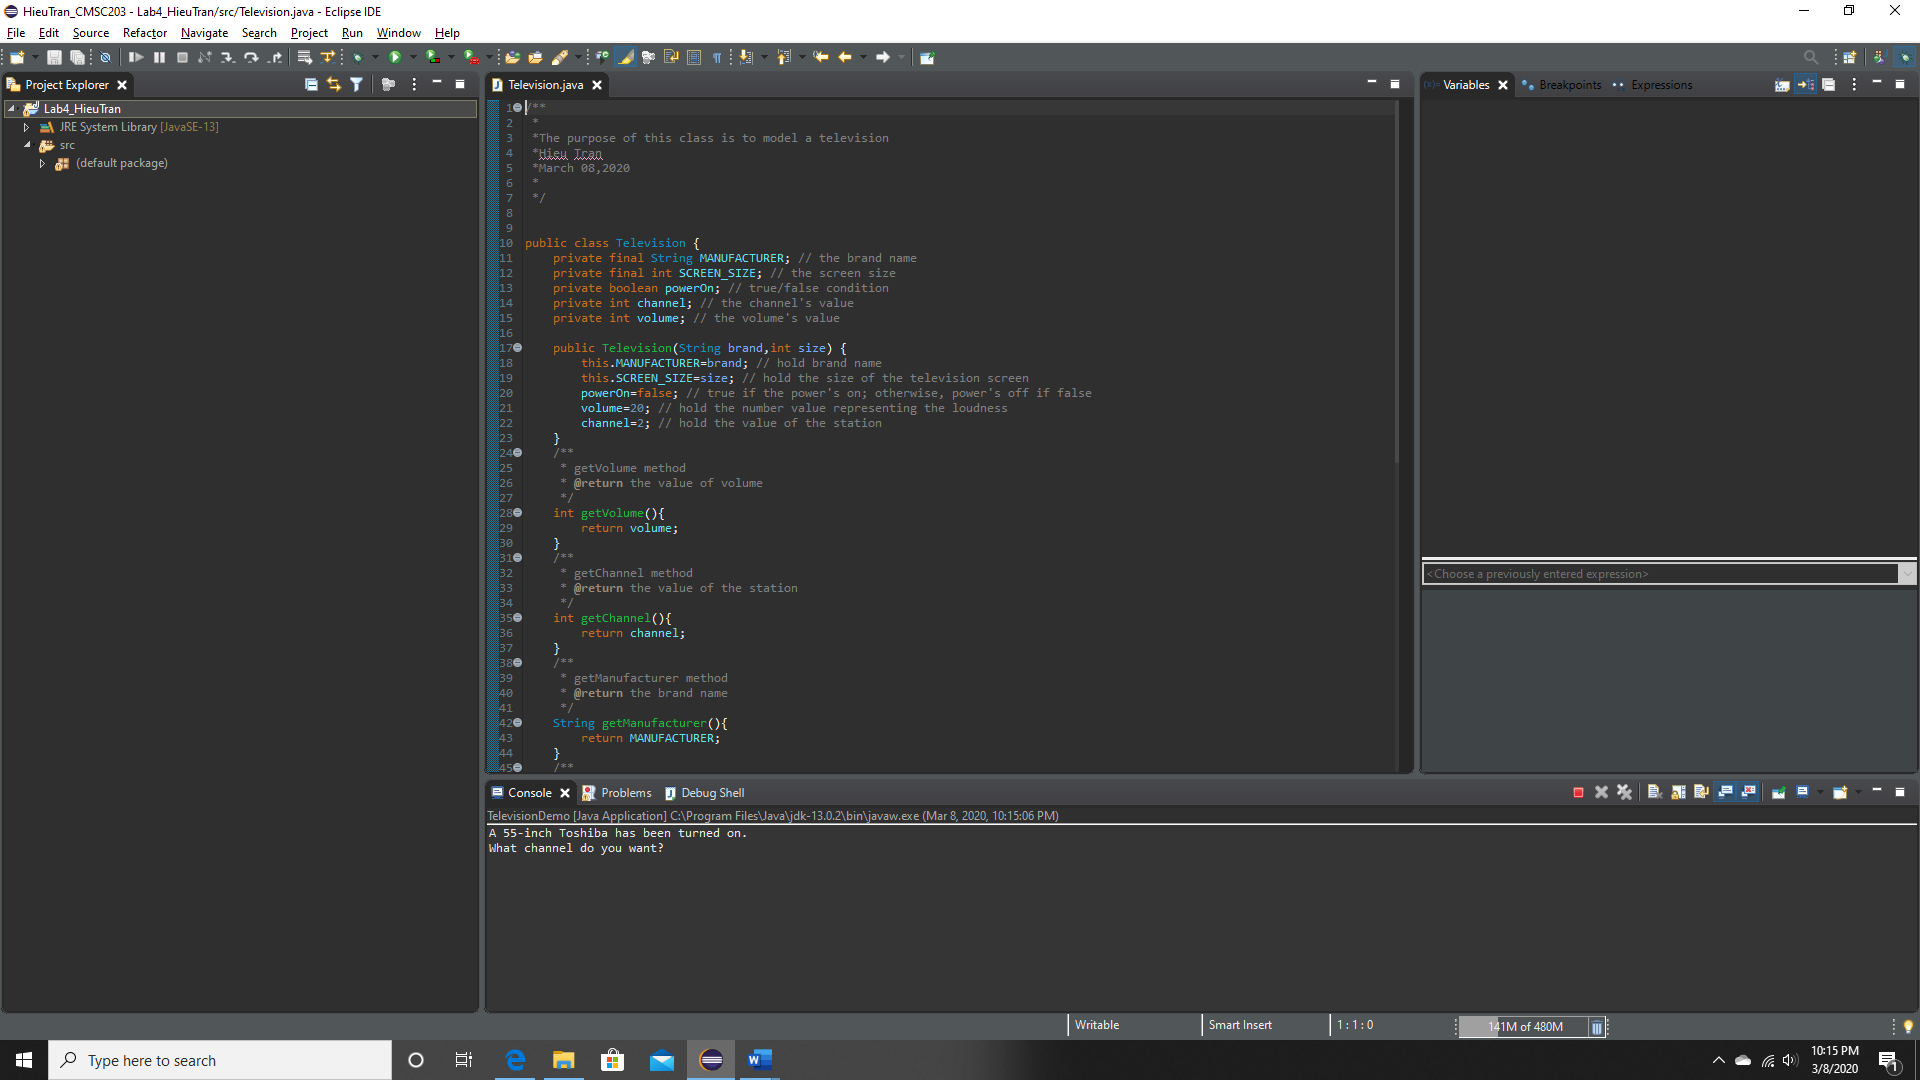 HieuTran_CMSC203 - Lab4_HieuTran/src/Television.java - Eclipse IDE
File Edit Source Refactor Navigate Search Project Run Window Help
Project Explorer
Lab4_HieuTran
JRE System Library [JavaSE-13]
src
(default package)
Television.java
1 /**
2 *
3 *The purpose of this class is to model a television
4 *Hieu Tran
5 *March 08,2020
6 *
7 */
8
9
10 public class Television {
11 private final String MANUFACTURER; // the brand name
12 private final int SCREEN_SIZE; // the screen size
13 private boolean powerOn; // true/false condition
14 private int channel; // the channel's value
15 private int volume; // the volume's value
16
17 public Television(String brand,int size) {
18 this.MANUFACTURER=brand; // hold brand name
19 this.SCREEN_SIZE=size; // hold the size of the television screen
20 powerOn=false; // true if the power's on; otherwise, power's off if false
21 volume=20; // hold the number value representing the loudness
22 channel=2; // hold the value of the station
23 }
24 /**
25 * getVolume method
26 * @return the value of volume
27 */
28 int getVolume(){
29 return volume;
30 }
31 /**
32 * getChannel method
33 * @return the value of the station
34 */
35 int getChannel(){
36 return channel;
37 }
38 /**
39 * getManufacturer method
40 * @return the brand name
41 */
42 String getManufacturer(){
43 return MANUFACTURER;
44 }
45 /**
Variables Breakpoints Expressions
<Choose a previously entered expression>
Console Problems Debug Shell
TelevisionDemo [Java Application] C:\Program Files\Java\jdk-13.0.2\bin\javaw.exe (Mar 8, 2020, 10:15:06 PM)
A 55-inch Toshiba has been turned on.
What channel do you want?
Writable Smart Insert 1 : 1 : 0 141M of 480M
Type here to search
10:15 PM
3/8/2020
1